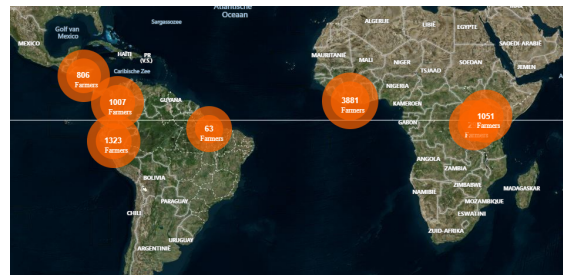 Atlantische
Oceaan
Sargassozee
Golf van
Mexico
MEXICO
HAÏTI
PR
(V.S.)
Caribische Zee
806
Farmers
1007
Farmers
GUYANA
1323
Farmers
63
Farmers
BOLIVIA
PARAGUAY
CHILI
URUGUAY
ARGENTINIË
ALGERIJE
LIBIË
EGYPTE
SAOEDI-ARABIË
MAURITANIË
MALI
NIGER
TSJAAD
SOEDAN
JEMEN
3881
Farmers
NIGERIA
KAMEROEN
GABON
1051
Farmers
ANGOLA
ZAMBIA
ZIMBABWE
MOZAMBIQUE
MADAGASKAR
NAMIBIË
ESWATINI
ZUID-AFRIKA